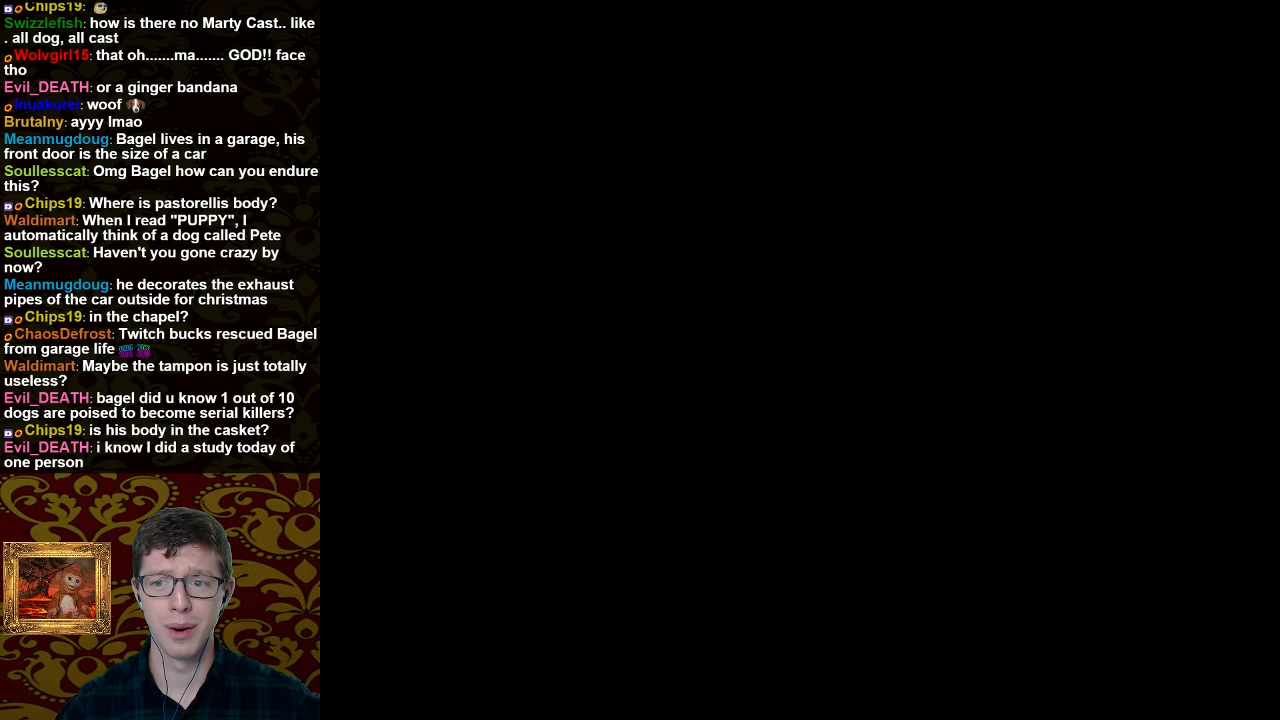 Chips19:
Swizzlefish: how is there no Marty Cast.. like
. all dog, all cast
Wolvgirl15: that oh.......ma....... GOD!! face
tho
Evil_DEATH: or a ginger bandana
Inuakurei: woof
Brutalny: ayyy lmao
Meanmugdoug: Bagel lives in a garage, his
front door is the size of a car
Soullesscat: Omg Bagel how can you endure
this?
Chips19: Where is pastorellis body?
Waldimart: When I read "PUPPY", I
automatically think of a dog called Pete
Soullesscat: Haven't you gone crazy by
now?
Meanmugdoug: he decorates the exhaust
pipes of the car outside for christmas
Chips19: in the chapel?
ChaosDefrost: Twitch bucks rescued Bagel
from garage life
Waldimart: Maybe the tampon is just totally
useless?
Evil_DEATH: bagel did u know 1 out of 10
dogs are poised to become serial killers?
Chips19: is his body in the casket?
Evil_DEATH: i know I did a study today of
one person